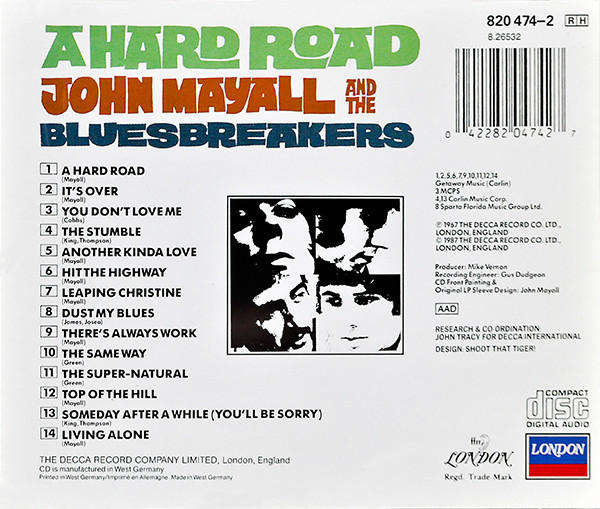 A HARD ROAD
JOHN MAYALL AND THE
BLUESBREAKERS
820 474-2 R H
8.26532
0 42282 04742 7
1 A HARD ROAD
(Mayall)
2 IT'S OVER
(Mayall)
3 YOU DON'T LOVE ME
(Cobbs)
4 THE STUMBLE
(King, Thompson)
5 ANOTHER KINDA LOVE
(Mayall)
6 HIT THE HIGHWAY
(Mayall)
7 LEAPING CHRISTINE
(Mayall)
8 DUST MY BLUES
(James, Josea)
9 THERE'S ALWAYS WORK
(Mayall)
10 THE SAME WAY
(Green)
11 THE SUPER-NATURAL
(Green)
12 TOP OF THE HILL
(Mayall)
13 SOMEDAY AFTER A WHILE (YOU'LL BE SORRY)
(King, Thompson)
14 LIVING ALONE
(Mayall)
THE DECCA RECORD COMPANY LIMITED, London, England
CD is manufactured in West Germany
Printed in West Germany/Imprimé en Allemagne. Made in West Germany
1,2,5,6,7,9,10,11,12,14
Getaway Music (Carlin)
3 MCPS
4,13 Carlin Music Corp.
8 Sparta Florida Music Group Ltd.
℗ 1967 THE DECCA RECORD CO. LTD.,
LONDON, ENGLAND
© 1987 THE DECCA RECORD CO. LTD.,
LONDON, ENGLAND
Producer: Mike Vernon
Recording Engineer: Gus Dudgeon
CD Front Painting &
Original LP Sleeve Design: John Mayall
AAD
RESEARCH & CO ORDINATION:
JOHN TRACY FOR DECCA INTERNATIONAL
DESIGN: SHOOT THAT TIGER!
COMPACT
disc
DIGITAL AUDIO
ffrr
LONDON
Regd. Trade Mark
LONDON